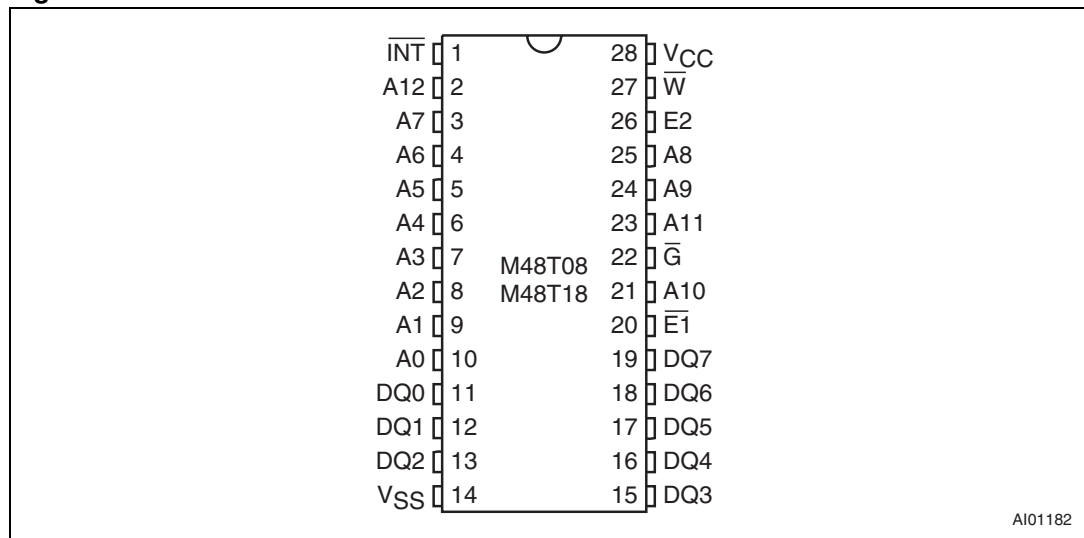 I̅N̅T̅ 1 28 VCC
A12 2 27 W̅
A7 3 26 E2
A6 4 25 A8
A5 5 24 A9
A4 6 23 A11
A3 7 M48T08 22 G̅
A2 8 M48T18 21 A10
A1 9 20 E̅1̅
A0 10 19 DQ7
DQ0 11 18 DQ6
DQ1 12 17 DQ5
DQ2 13 16 DQ4
VSS 14 15 DQ3
AI01182